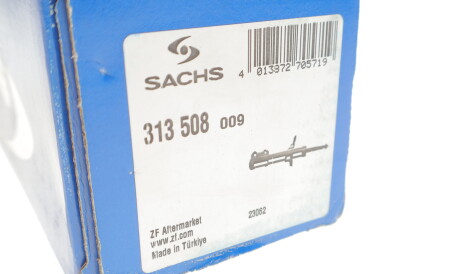 SACHS
4 013872 705719
313 508 009
ZF Aftermarket
www.zf.com
Made in Türkiye
23062